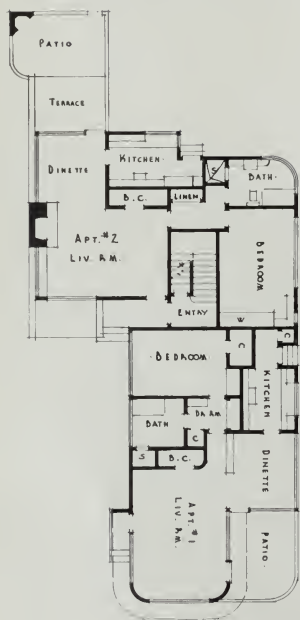 PATIO
TERRACE
DINETTE
KITCHEN
S
BATH
B.C.
LINEN
APT. #2
LIV. RM.
BEDROOM
ENTRY
W
BEDROOM
C
C
KITCHEN
BATH
DR. RM.
C
S
B.C.
DINETTE
APT. #1
LIV. RM.
PATIO